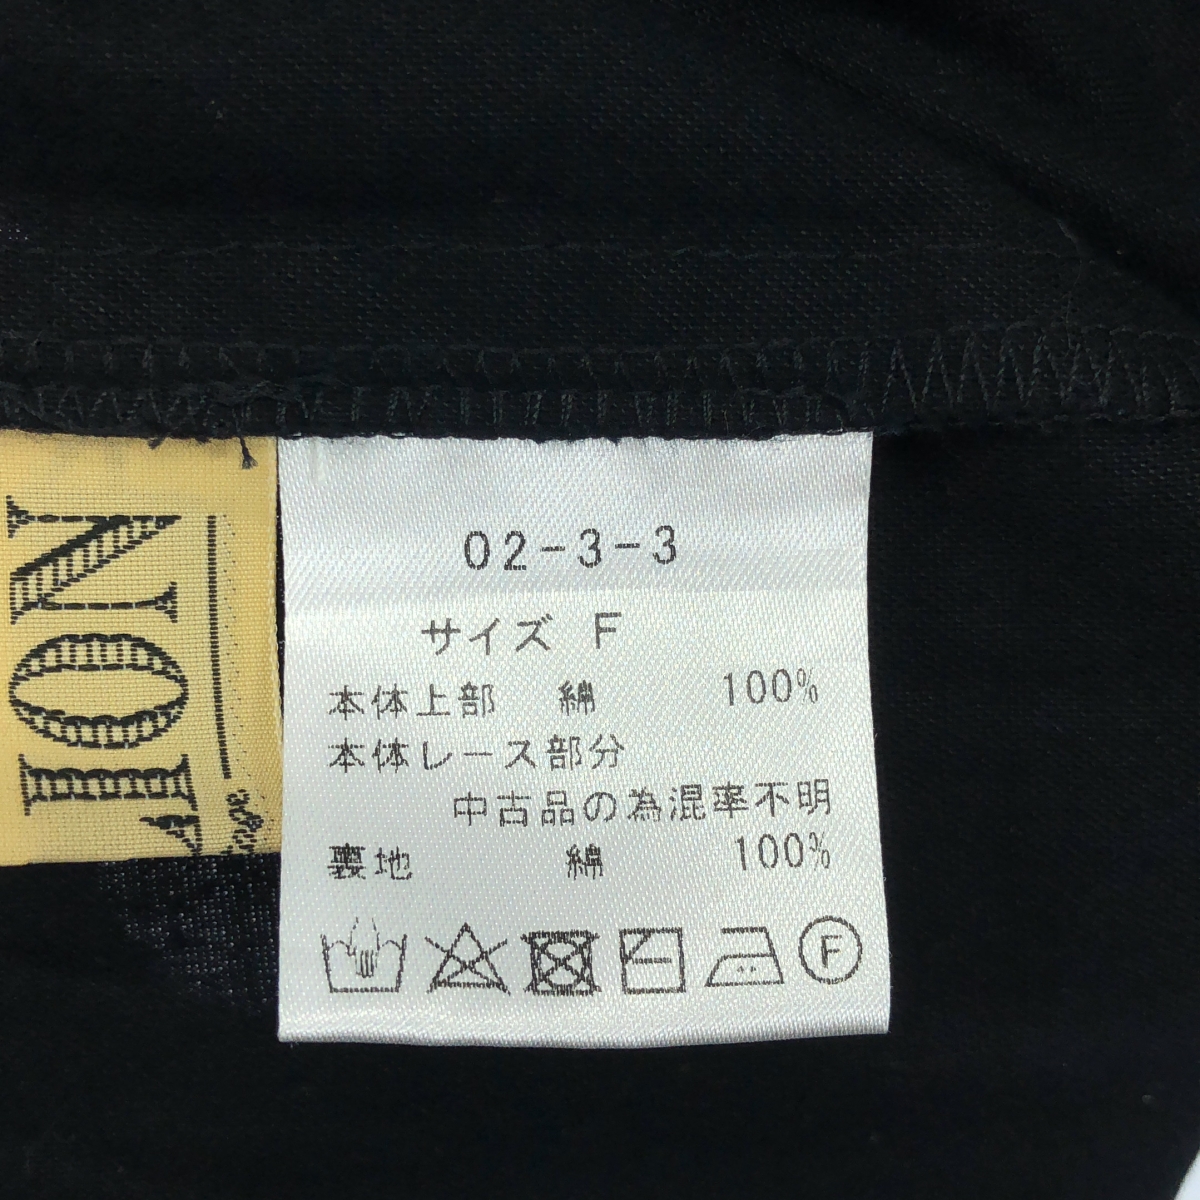 02-3-3
サイズ F
本体上部 綿 100%
本体レース部分
中古品の為混率不明
裏地 綿 100%
F
ION